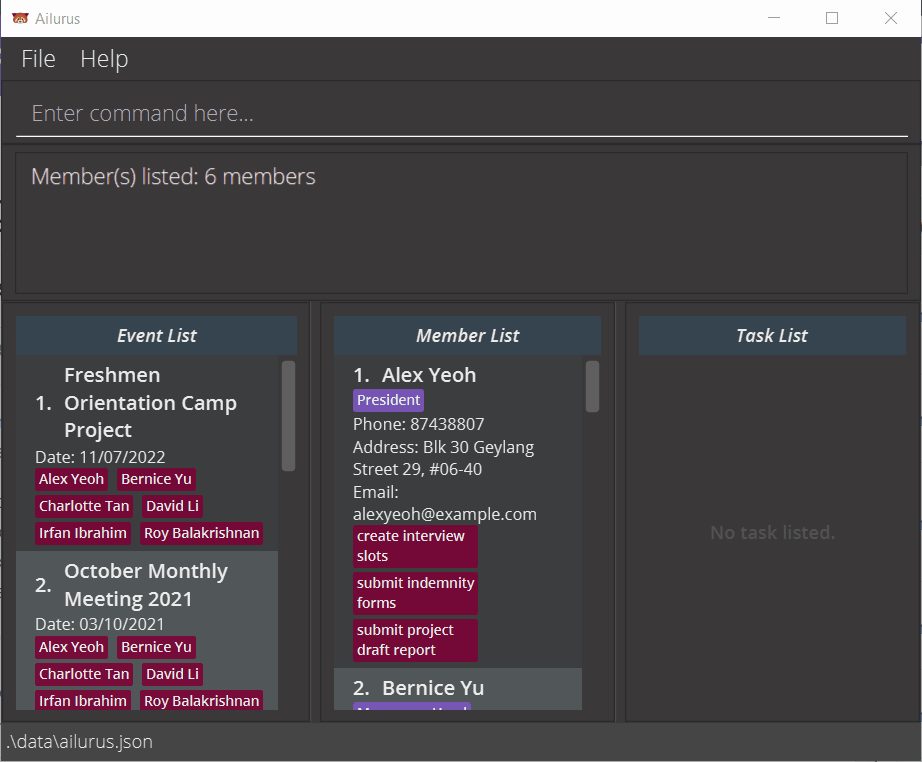 Ailurus
File Help
Enter command here...
Member(s) listed: 6 members
Event List
Freshmen
1. Orientation Camp
Project
Date: 11/07/2022
Alex Yeoh Bernice Yu
Charlotte Tan David Li
Irfan Ibrahim Roy Balakrishnan
October Monthly
2. Meeting 2021
Date: 03/10/2021
Alex Yeoh Bernice Yu
Charlotte Tan David Li
Irfan Ibrahim Roy Balakrishnan
Member List
1. Alex Yeoh
President
Phone: 87438807
Address: Blk 30 Geylang
Street 29, #06-40
Email:
alexyeoh@example.com
create interview
slots
submit indemnity
forms
submit project
draft report
2. Bernice Yu
Task List
No task listed.
.\data\ailurus.json